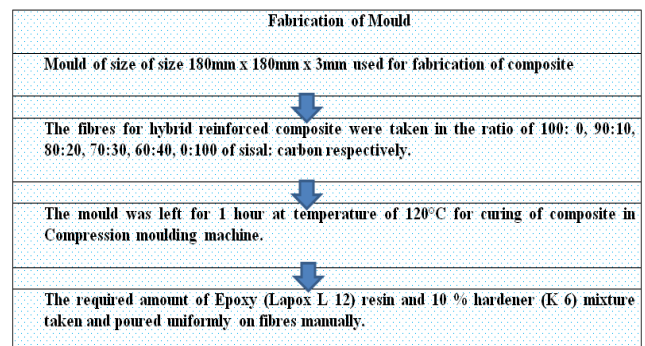 Fabrication of Mould
Mould of size of size 180mm x 180mm x 3mm used for fabrication of composite
The fibres for hybrid reinforced composite were taken in the ratio of 100: 0, 90:10,
80:20, 70:30, 60:40, 0:100 of sisal: carbon respectively.
The mould was left for 1 hour at temperature of 120°C for curing of composite in
Compression moulding machine.
The required amount of Epoxy (Lapox L 12) resin and 10 % hardener (K 6) mixture
taken and poured uniformly on fibres manually.